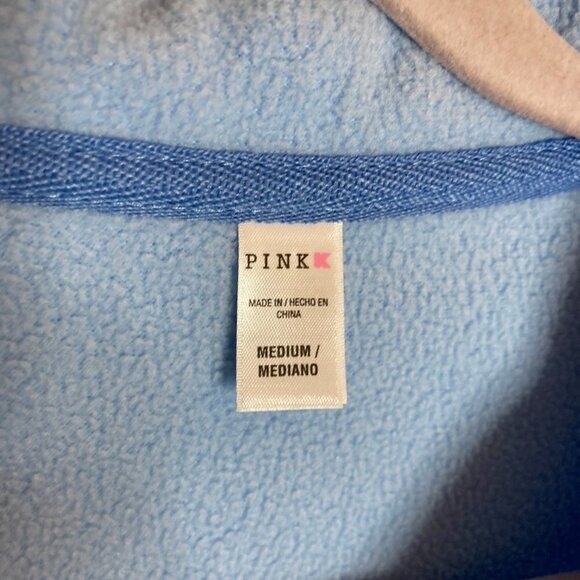 PINK
MADE IN / HECHO EN
CHINA
MEDIUM /
MEDIANO